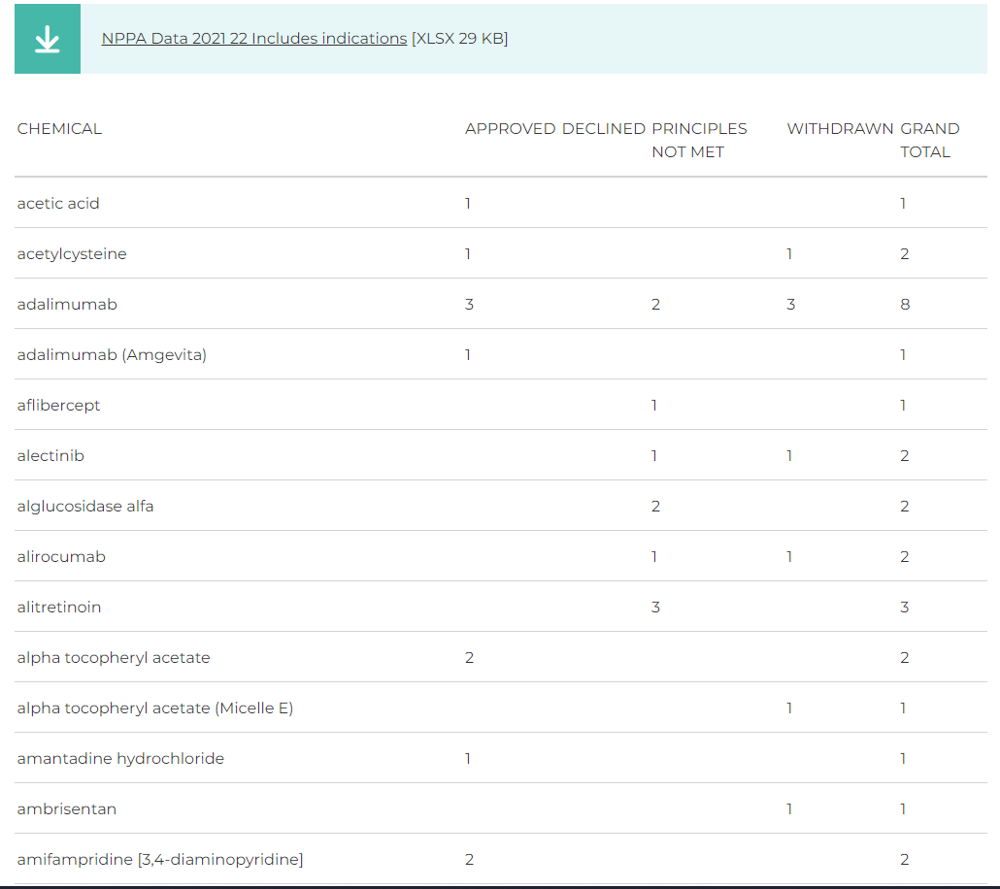 NPPA Data 2021 22 Includes indications [XLSX 29 KB]
CHEMICAL APPROVED DECLINED PRINCIPLES NOT MET WITHDRAWN GRAND TOTAL
acetic acid 1 1
acetylcysteine 1 1 2
adalimumab 3 2 3 8
adalimumab (Amgevita) 1 1
aflibercept 1 1
alectinib 1 1 2
alglucosidase alfa 2 2
alirocumab 1 1 2
alitretinoin 3 3
alpha tocopheryl acetate 2 2
alpha tocopheryl acetate (Micelle E) 1 1
amantadine hydrochloride 1 1
ambrisentan 1 1
amifampridine [3,4-diaminopyridine] 2 2